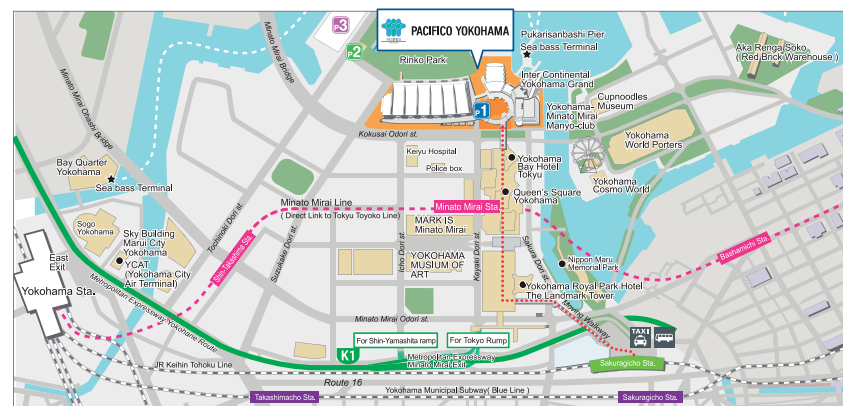 PACIFICO YOKOHAMA
P3
P2
P1
Rinko Park
Pukarisanbashi Pier
Sea bass Terminal
Inter Continental
Yokohama Grand
Aka Renga Soko
( Red Brick Warehouse )
Cupnoodles
Museum
Yokohama-
Minato Mirai
Manyo-club
Yokohama
World Porters
Yokohama
Cosmo World
Minato Mirai Bridge
Minato Mirai Ohashi Bridge
Kokusai Odori st.
Keiyu Hospital
Police box
Yokohama
Bay Hotel
Tokyu
Queen's Square
Yokohama
Bay Quarter
Yokohama
Sea bass Terminal
Minato Mirai Line
( Direct Link to Tokyu Toyoko Line)
Minato Mirai Sta.
MARK IS
Minato Mirai
Sogo
Yokohama
Sky Building
Marui City
Yokohama
YCAT
(Yokohama City
Air Terminal)
East
Exit
Yokohama Sta.
Tochinoki Dori st.
Shin-Takashima Sta.
Suzukake Dori st.
Icho Dori st.
Keyaki Dori st.
Sakura Dori st.
YOKOHAMA
MUSIUM OF
ART
Bashamichi Sta.
Nippon Maru
Memorial Park
Yokohama Royal Park Hotel
The Landmark Tower
Moving Walkway
Minato Mirai Odori st.
Metropolitan Expressway Yokohane Route
For Shin-Yamashita ramp
For Tokyo Rump
K1
Metropolitan Expressway
Minato Mirai Exit
TAXI
Sakuragicho Sta.
JR Keihin Tohoku Line
Route 16
Yokohama Municipal Subway( Blue Line )
Takashimacho Sta.
Sakuragicho Sta.